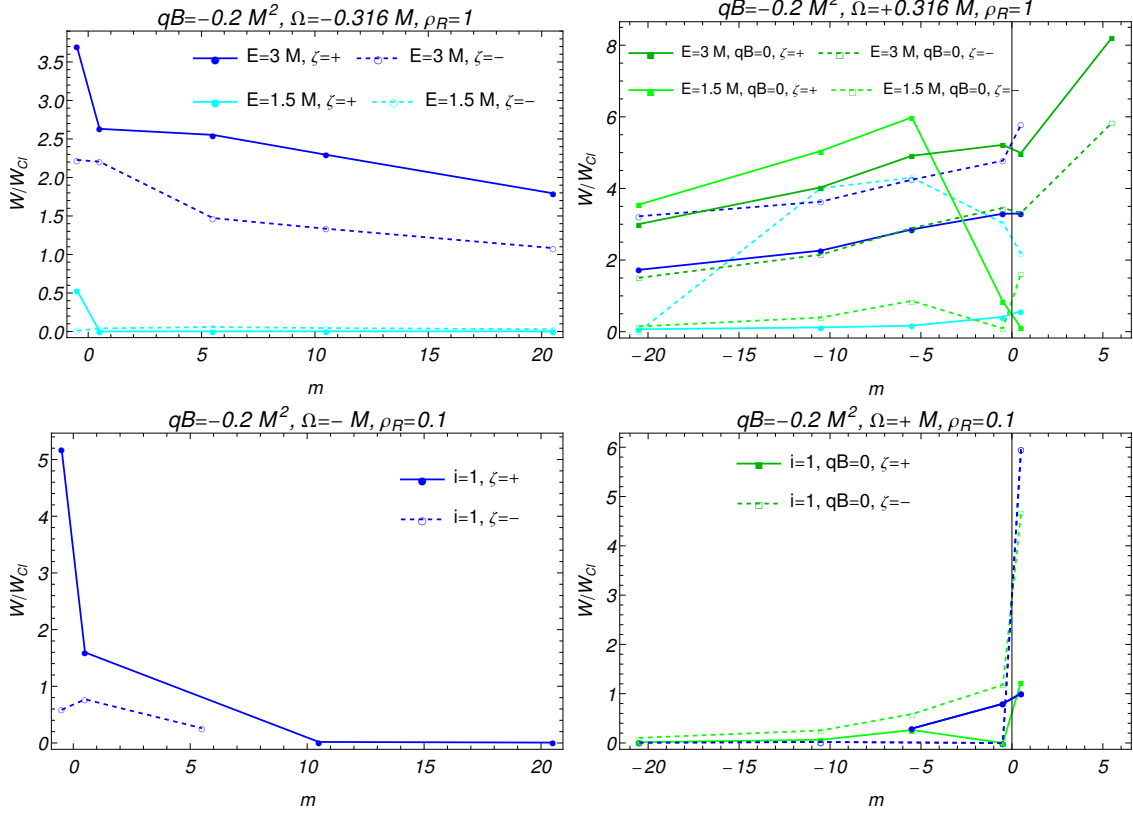 qB=−0.2 M², Ω=−0.316 M, ρ_R=1
E=3 M, ζ=+ E=3 M, ζ=−
E=1.5 M, ζ=+ E=1.5 M, ζ=−
W/W_Cl
3.5
3.0
2.5
2.0
1.5
1.0
0.5
0.0
0 5 10 15 20
m
qB=−0.2 M², Ω=+0.316 M, ρ_R=1
E=3 M, qB=0, ζ=+ E=3 M, qB=0, ζ=−
E=1.5 M, qB=0, ζ=+ E=1.5 M, qB=0, ζ=−
W/W_Cl
8
6
4
2
0
−20 −15 −10 −5 0 5
m
qB=−0.2 M², Ω=− M, ρ_R=0.1
i=1, ζ=+
i=1, ζ=−
W/W_Cl
5
4
3
2
1
0
0 5 10 15 20
m
qB=−0.2 M², Ω=+ M, ρ_R=0.1
i=1, qB=0, ζ=+
i=1, qB=0, ζ=−
W/W_Cl
6
5
4
3
2
1
0
−20 −15 −10 −5 0 5
m